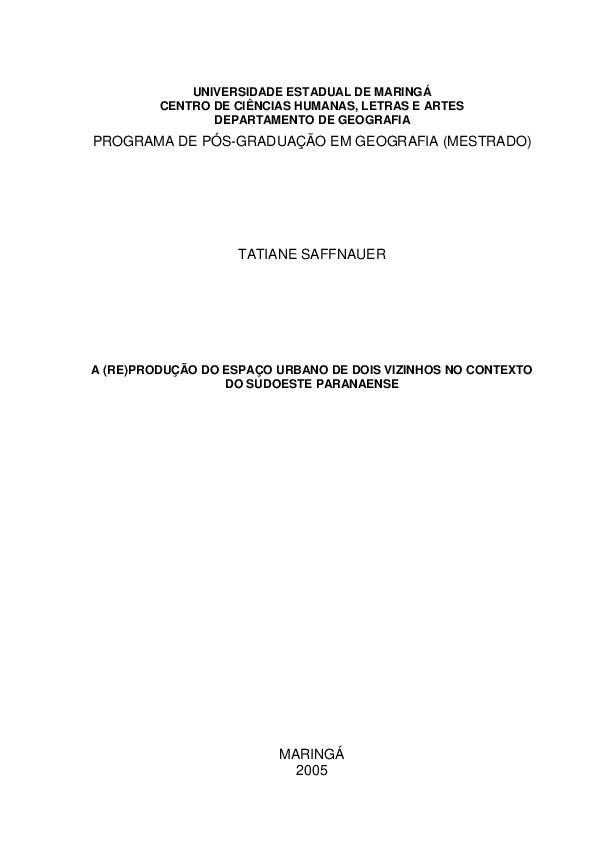 UNIVERSIDADE ESTADUAL DE MARINGÁ
CENTRO DE CIÊNCIAS HUMANAS, LETRAS E ARTES
DEPARTAMENTO DE GEOGRAFIA
PROGRAMA DE PÓS-GRADUAÇÃO EM GEOGRAFIA (MESTRADO)
TATIANE SAFFNAUER
A (RE)PRODUÇÃO DO ESPAÇO URBANO DE DOIS VIZINHOS NO CONTEXTO
DO SUDOESTE PARANAENSE
MARINGÁ
2005